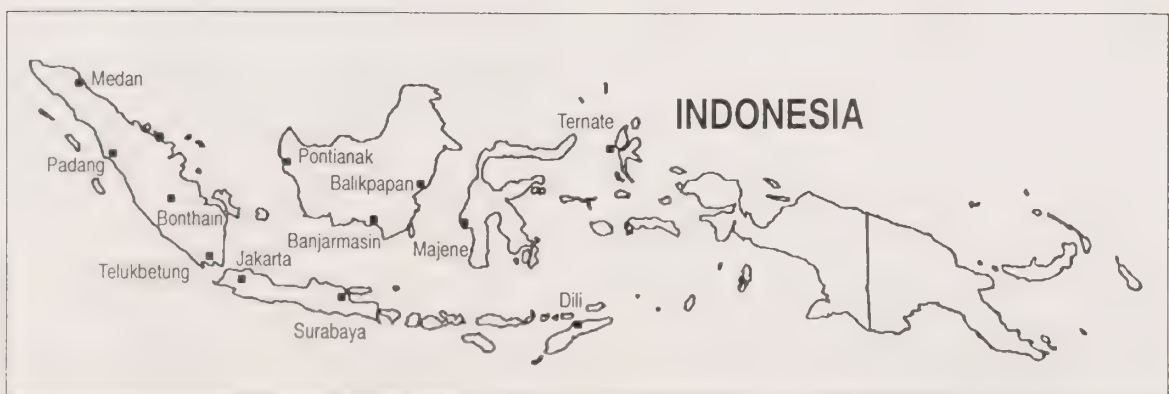 Medan
Ternate
INDONESIA
Padang
Pontianak
Balikpapan
Bonthain
Banjarmasin
Majene
Telukbetung
Jakarta
Dili
Surabaya